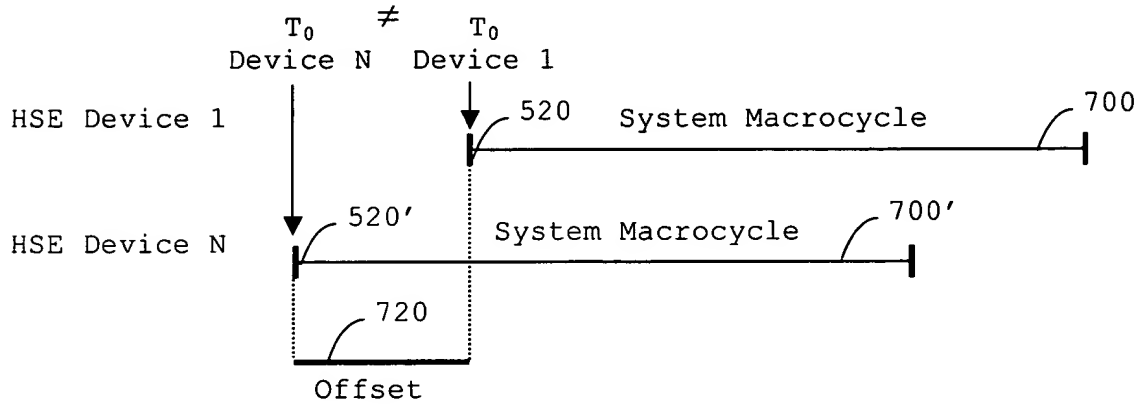 T₀ ≠ T₀
Device N Device 1
HSE Device 1
520
System Macrocycle
700
HSE Device N
520'
System Macrocycle
700'
720
Offset